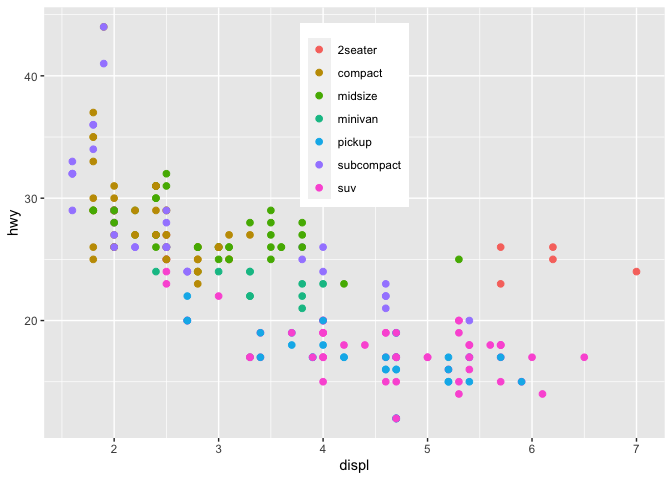 2seater
compact
midsize
minivan
pickup
subcompact
suv
40
30
20
hwy
2 3 4 5 6 7
displ